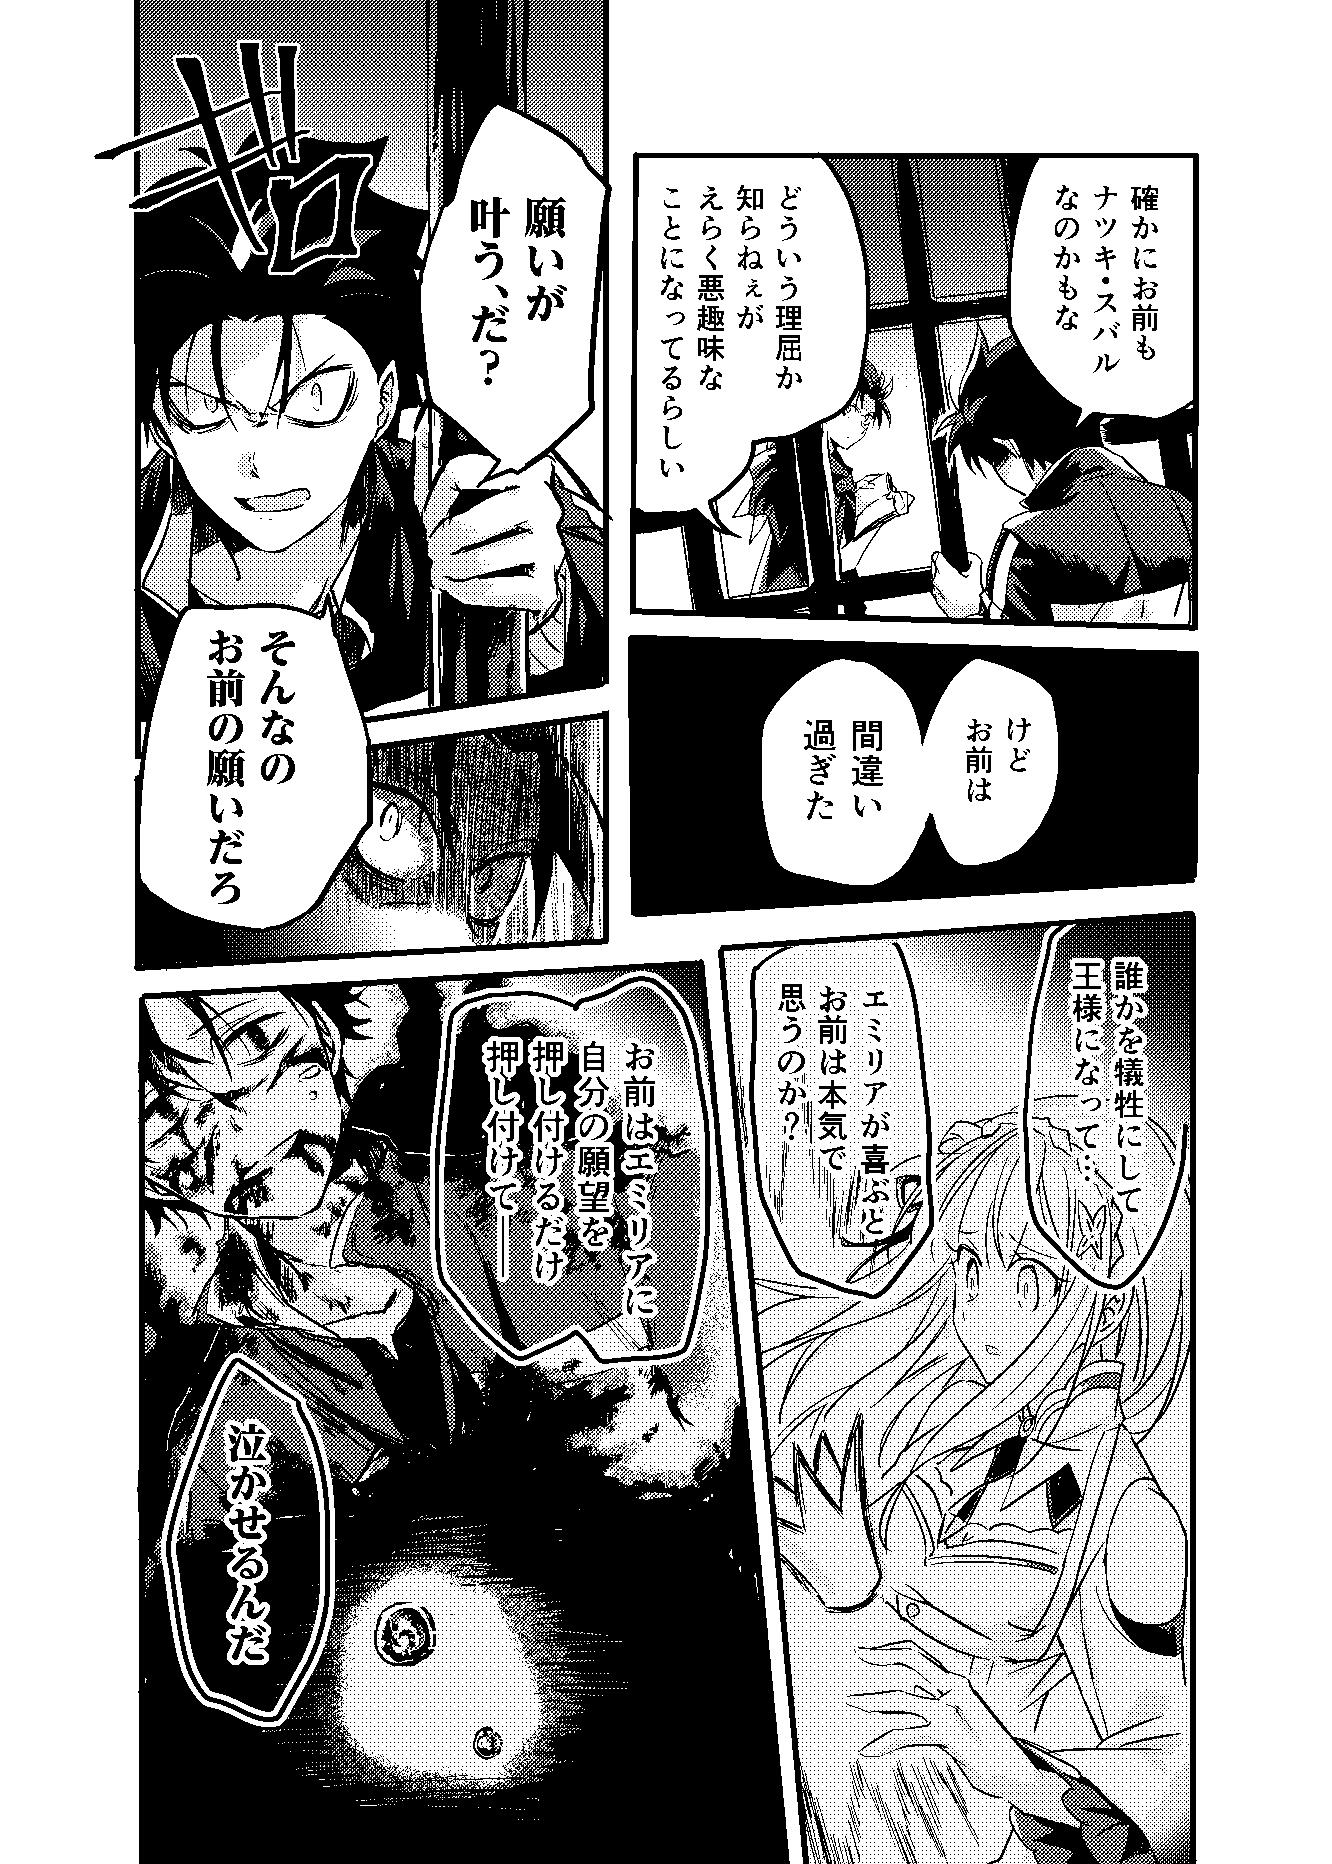 確かにお前も
ナツキ・スバル
なのかもな
どういう理屈か
知らねぇが
えらく悪趣味な
ことになってるらしい
けど
お前は
間違い
過ぎた
願いが
叶う、だ?
ギロ
そんなの
お前の願いだろ
誰かを犠牲にして
王様になって…
エミリアが喜ぶと
お前は本気で
思うのか?
お前はエミリアに
自分の願望を
押し付けるだけ
押し付けて――
泣かせるんだ